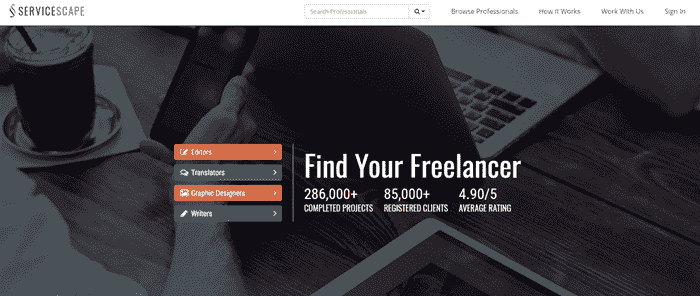 SERVICESCAPE
Search Professionals
Browse Professionals
How It Works
Work With Us
Sign In
Editors
Translators
Graphic Designers
Writers
Find Your Freelancer
286,000+ 85,000+ 4.90/5
COMPLETED PROJECTS REGISTERED CLIENTS AVERAGE RATING